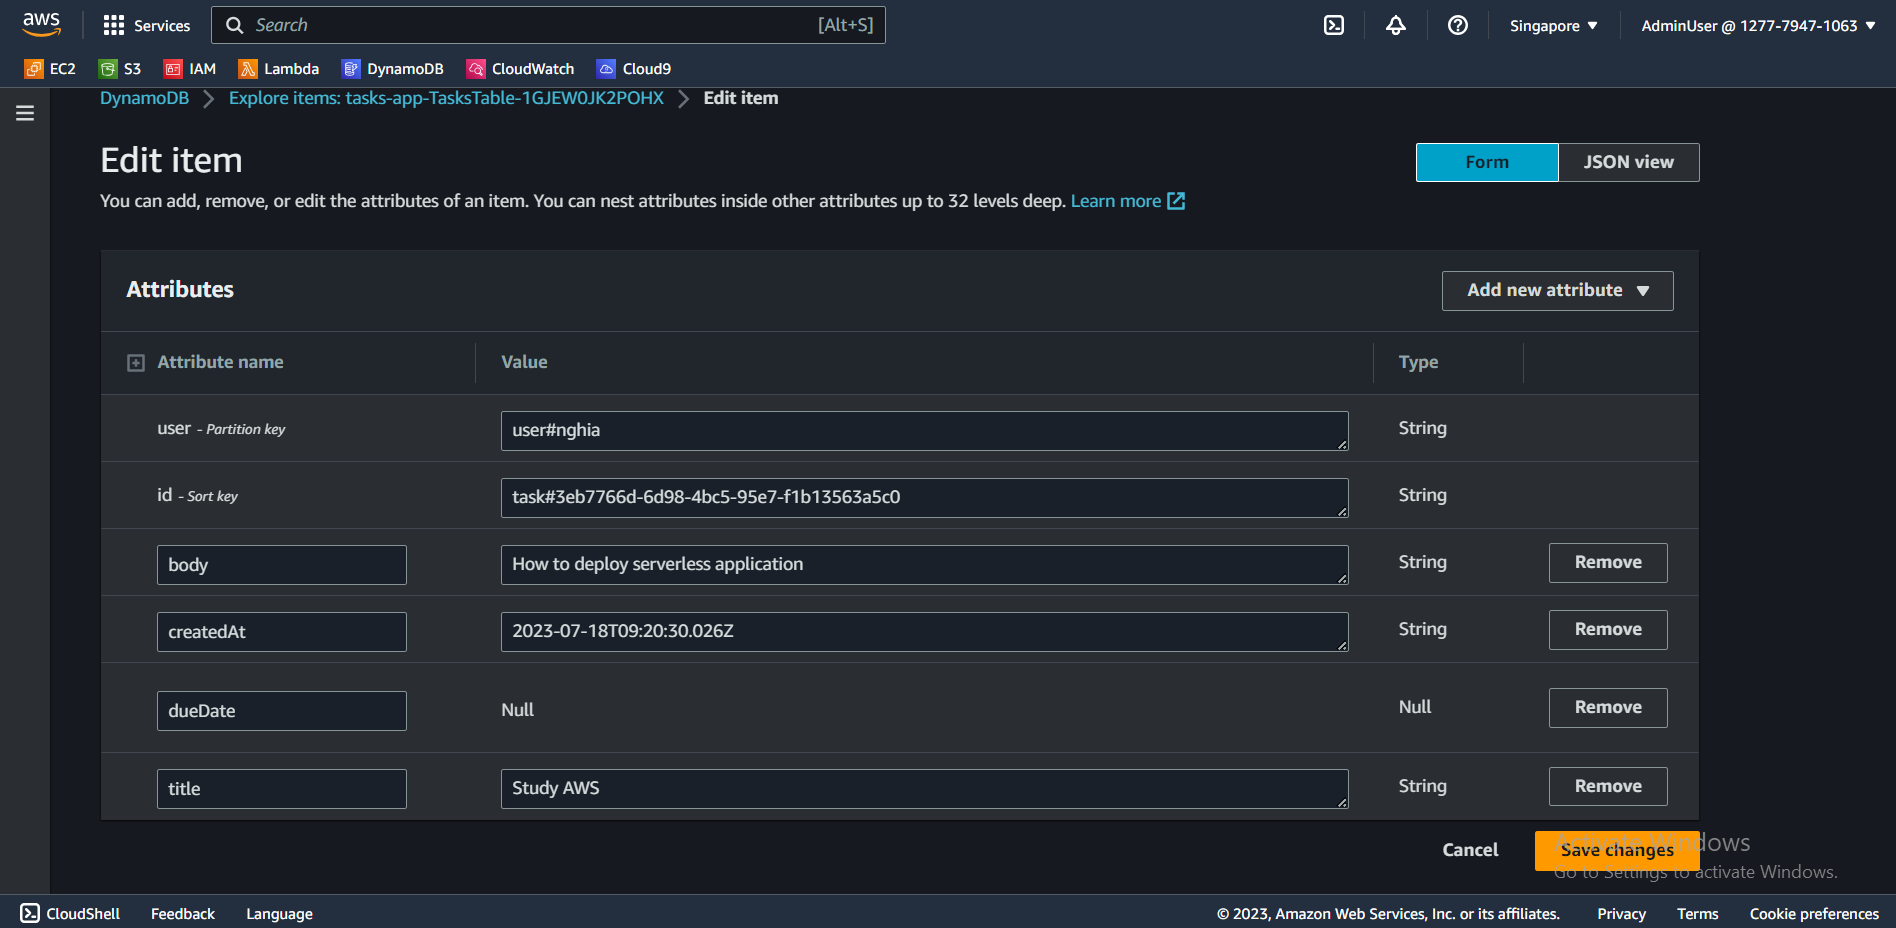 aws Services Search [Alt+S] Singapore AdminUser @ 1277-7947-1063
EC2 S3 IAM Lambda DynamoDB CloudWatch Cloud9
DynamoDB Explore items: tasks-app-TasksTable-1GJEW0JK2POHX Edit item
Edit item
Form JSON view
You can add, remove, or edit the attributes of an item. You can nest attributes inside other attributes up to 32 levels deep. Learn more
Attributes
Add new attribute
Attribute name Value Type
user - Partition key user#nghia String
id - Sort key task#3eb7766d-6d98-4bc5-95e7-f1b13563a5c0 String
body How to deploy serverless application String Remove
createdAt 2023-07-18T09:20:30.026Z String Remove
dueDate Null Null Remove
title Study AWS String Remove
Cancel Save changes
Activate Windows
Go to Settings to activate Windows.
CloudShell Feedback Language © 2023, Amazon Web Services, Inc. or its affiliates. Privacy Terms Cookie preferences